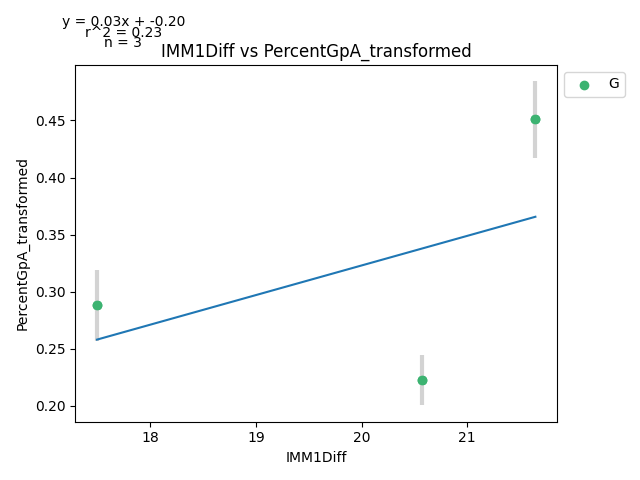 y = 0.03x + -0.20
r^2 = 0.23
n = 3
IMM1Diff vs PercentGpA_transformed
G
PercentGpA_transformed
0.45
0.40
0.35
0.30
0.25
0.20
18 19 20 21
IMM1Diff